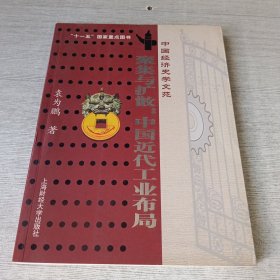 "十一五"国家重点图书
中国经济史学文苑
聚集与扩散：中国近代工业布局
袁为鹏 著
上海财经大学出版社